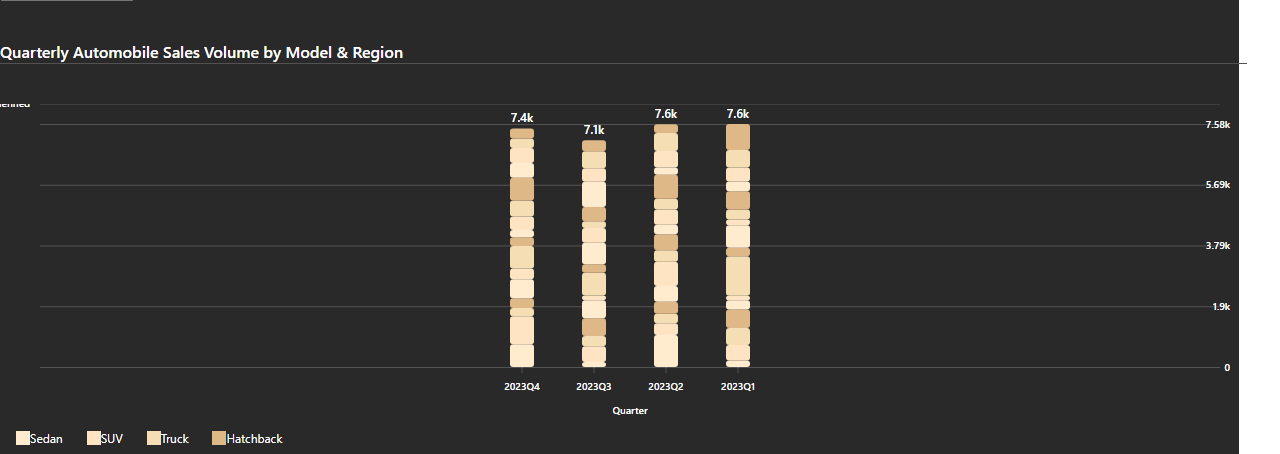 Quarterly Automobile Sales Volume by Model & Region
7.4k
7.1k
7.6k
7.6k
7.58k
5.69k
3.79k
1.9k
0
2023Q4
2023Q3
2023Q2
2023Q1
Quarter
Sedan
SUV
Truck
Hatchback